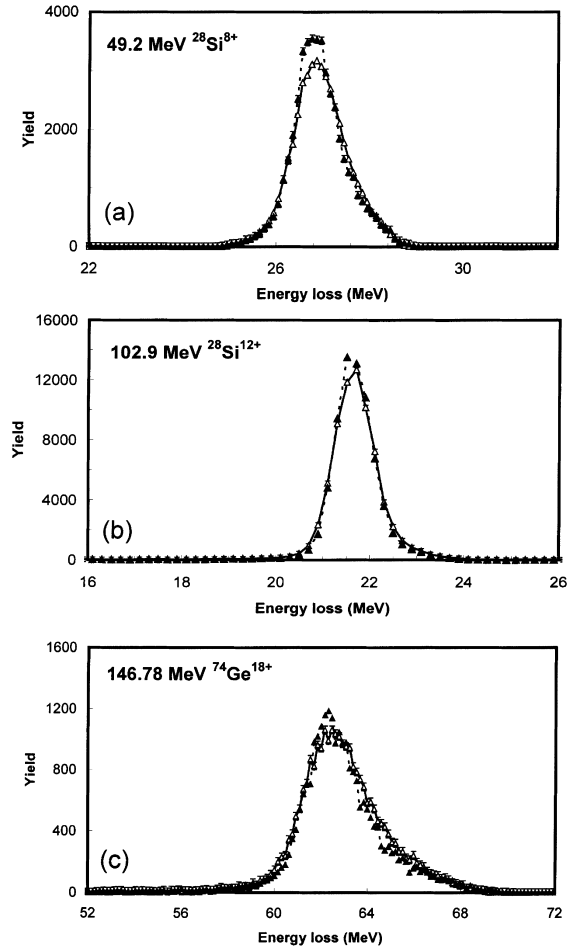 4000
49.2 MeV ²⁸Si⁸⁺
Yield
2000
(a)
0
22 26 30
Energy loss (MeV)
16000
102.9 MeV ²⁸Si¹²⁺
12000
Yield
8000
4000
(b)
0
16 18 20 22 24 26
Energy loss (MeV)
1600
146.78 MeV ⁷⁴Ge¹⁸⁺
1200
Yield
800
400
(c)
0
52 56 60 64 68 72
Energy loss (MeV)